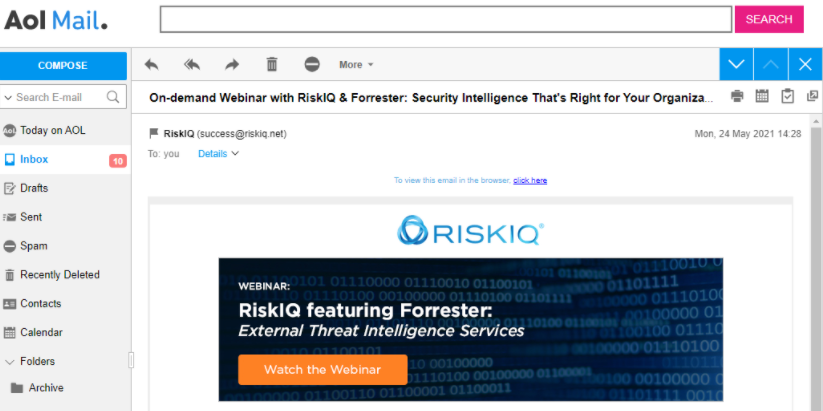 Aol Mail.
SEARCH
COMPOSE
More
Search E-mail
On-demand Webinar with RiskIQ & Forrester: Security Intelligence That's Right for Your Organiza...
Aol Today on AOL
RiskIQ (success@riskiq.net)
Mon, 24 May 2021 14:28
Inbox
10
To: you Details
Drafts
To view this email in the browser, click here
Sent
RISKIQ®
Spam
Recently Deleted
WEBINAR:
Contacts
RiskIQ featuring Forrester:
Calendar
External Threat Intelligence Services
Folders
Watch the Webinar
Archive